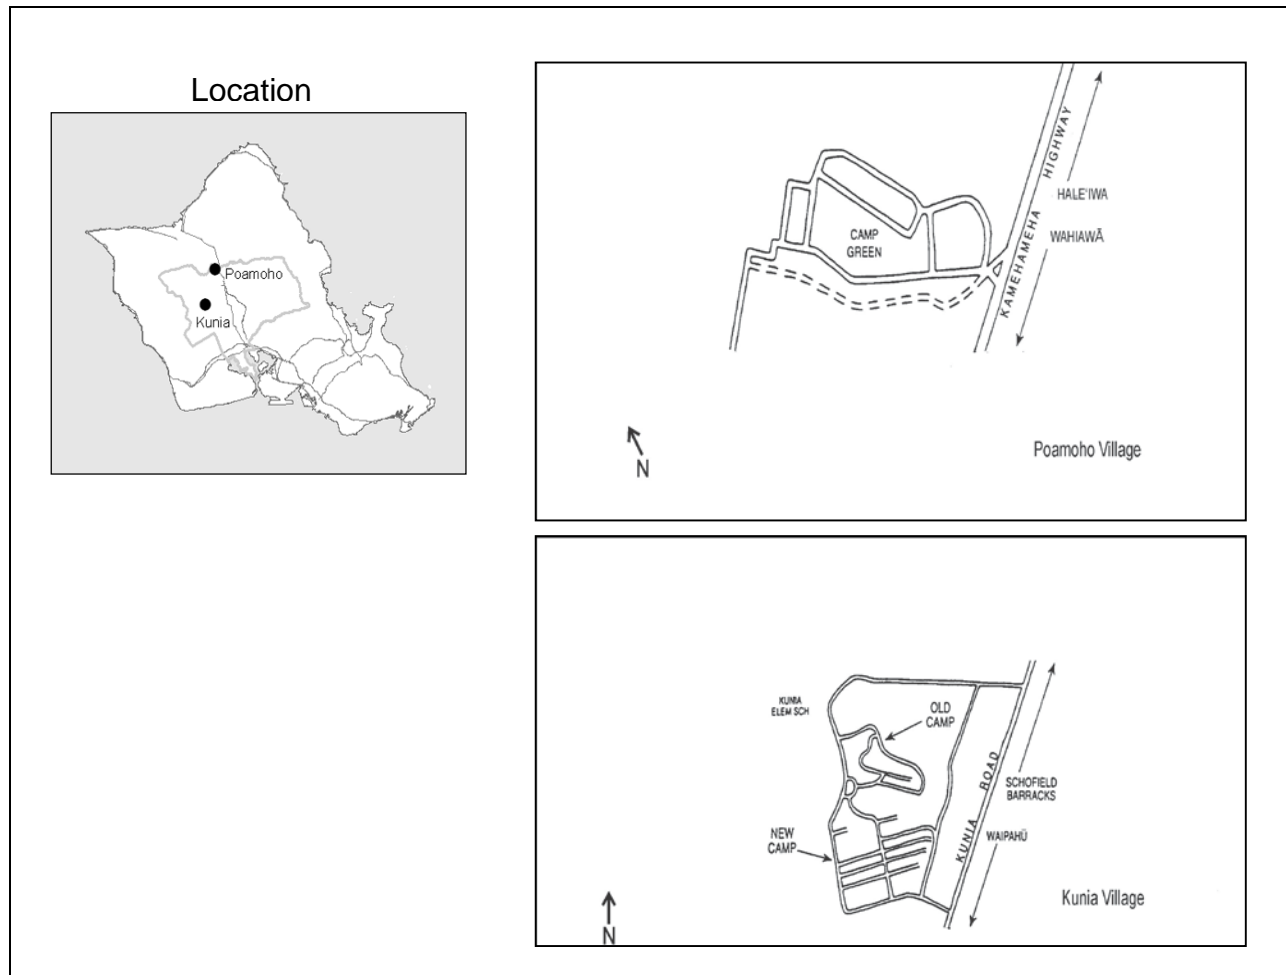 Location
Poamoho
Kunia
KAMEHAMEHA HIGHWAY
HALE'IWA
WAHIAWĀ
CAMP
GREEN
N
Poamoho Village
KUNIA
ELEM SCH
OLD
CAMP
KUNIA ROAD
SCHOFIELD
BARRACKS
WAIPAHŪ
NEW
CAMP
N
Kunia Village